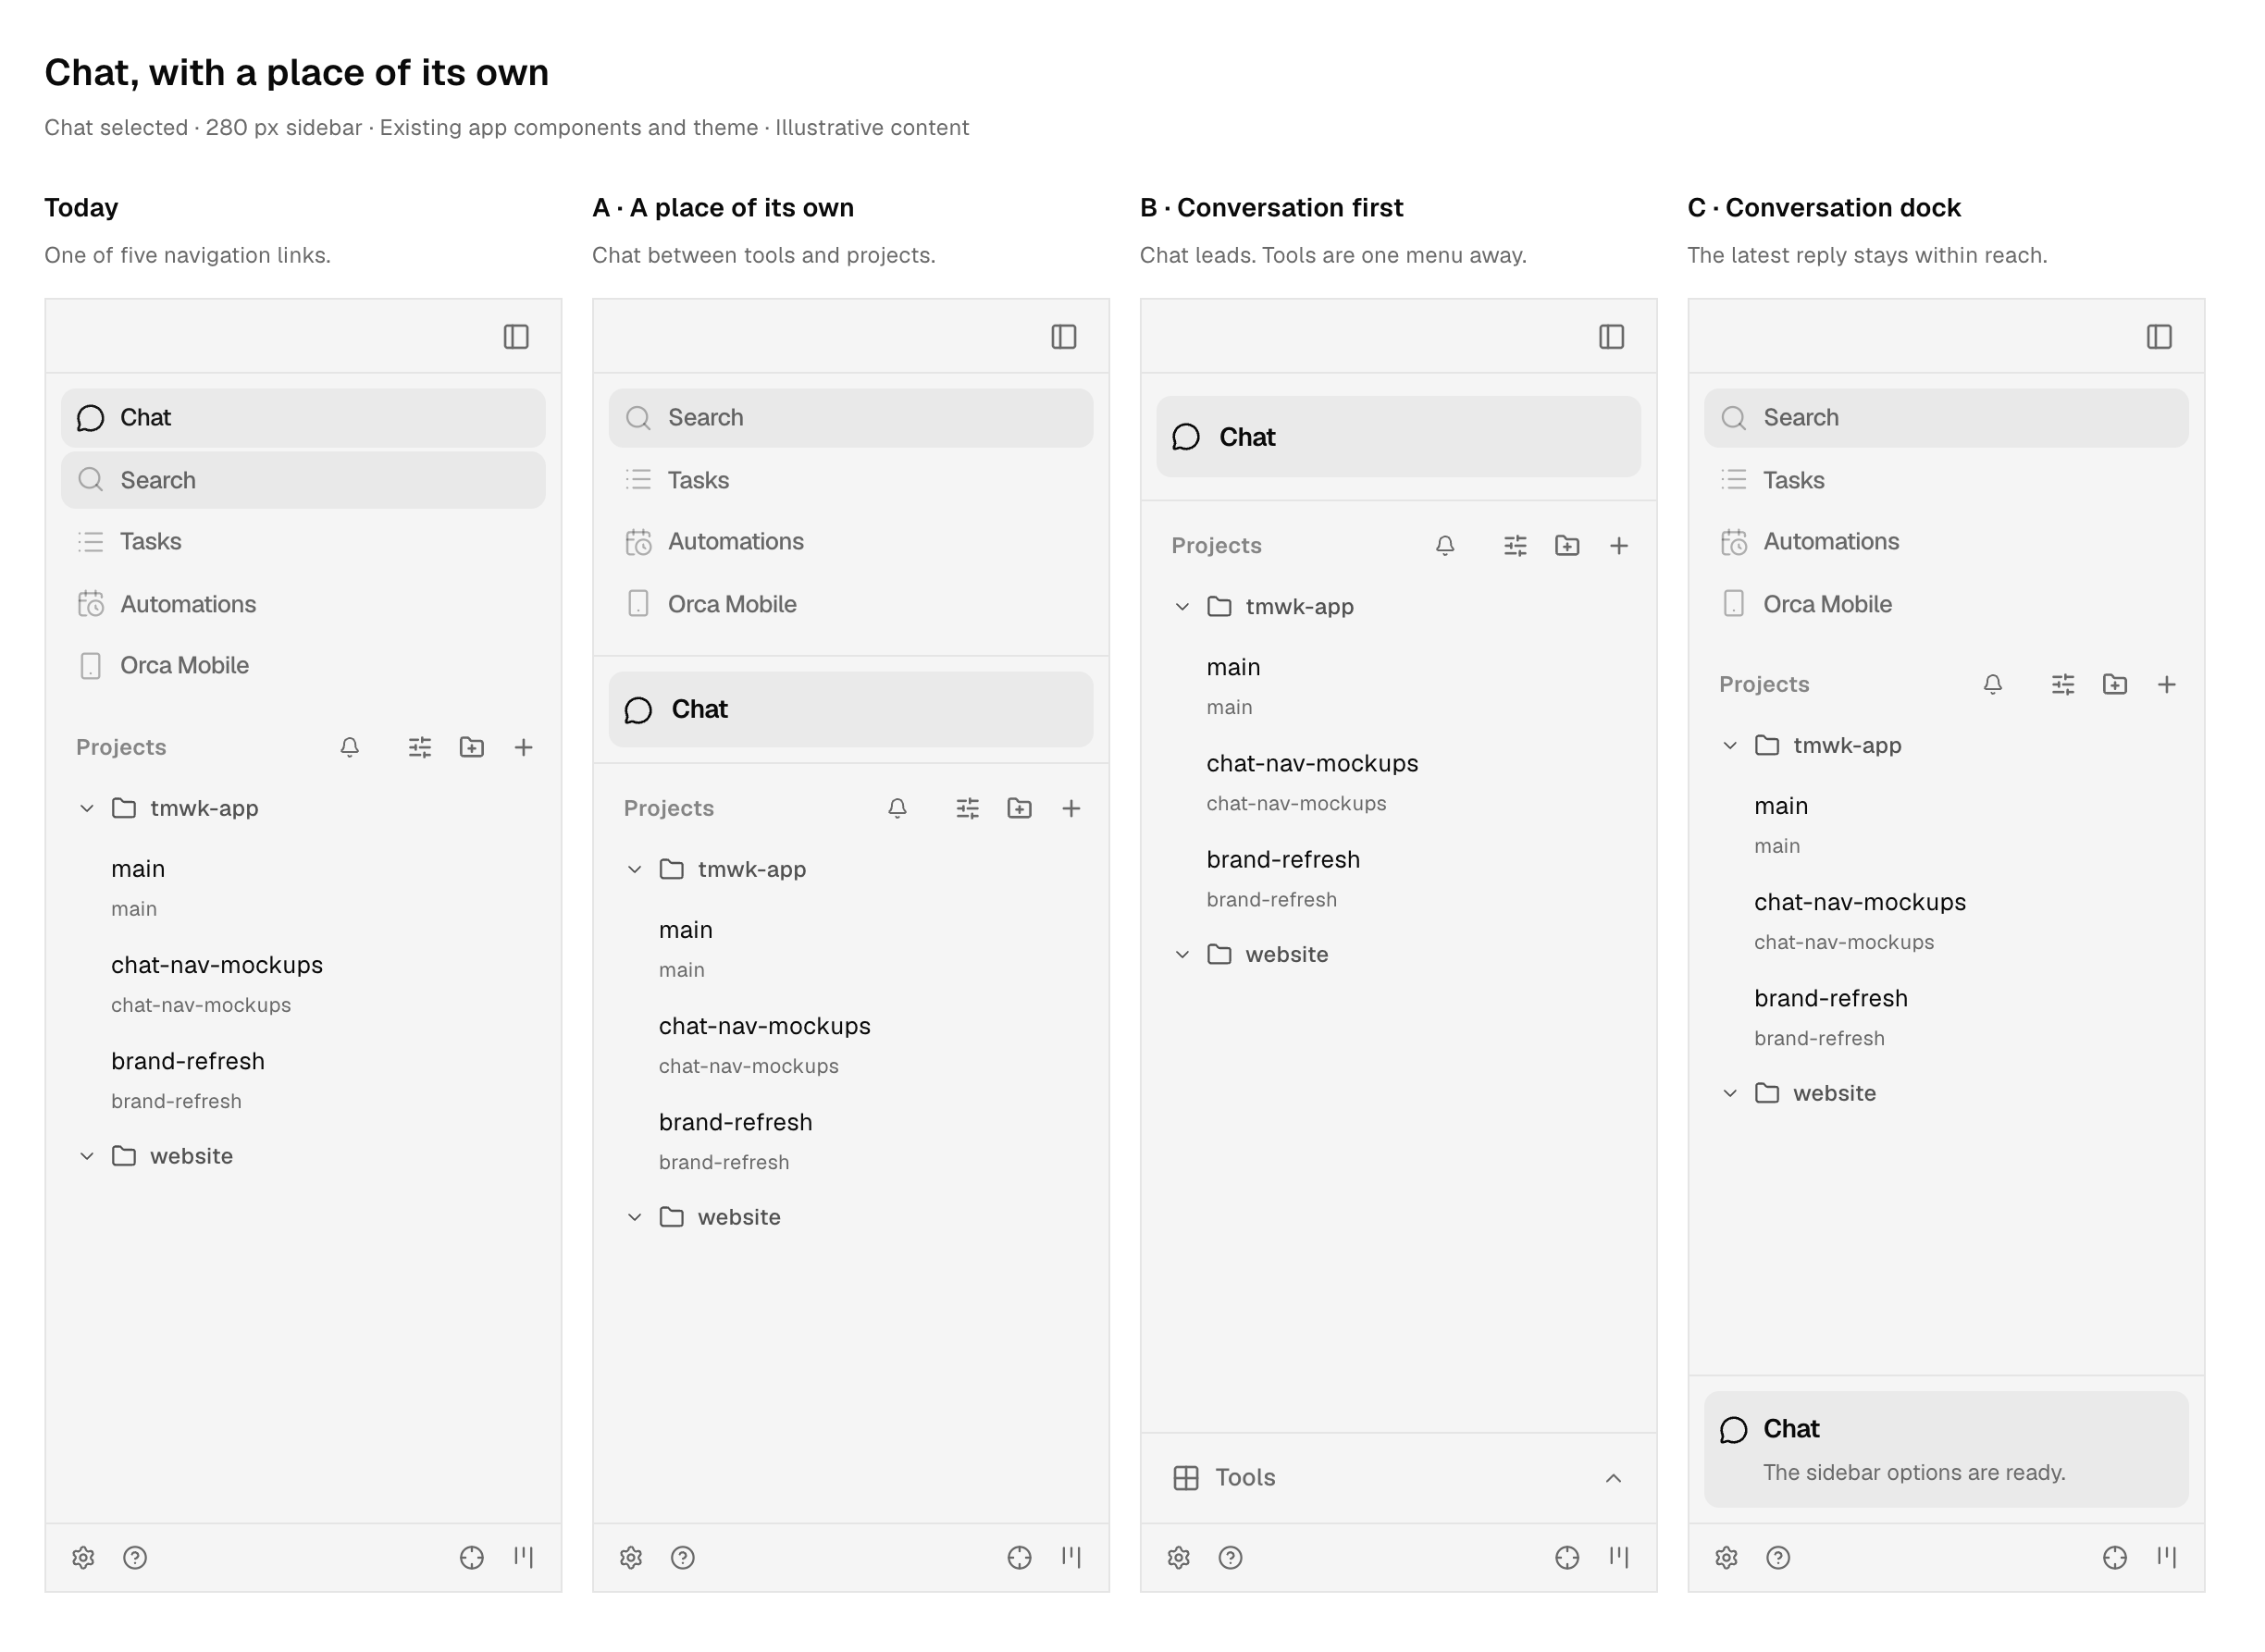 Chat, with a place of its own
Chat selected · 280 px sidebar · Existing app components and theme · Illustrative content
Today
One of five navigation links.
Chat
Search
Tasks
Automations
Orca Mobile
Projects
tmwk-app
main
main
chat-nav-mockups
chat-nav-mockups
brand-refresh
brand-refresh
website
A · A place of its own
Chat between tools and projects.
Search
Tasks
Automations
Orca Mobile
Chat
Projects
tmwk-app
main
main
chat-nav-mockups
chat-nav-mockups
brand-refresh
brand-refresh
website
B · Conversation first
Chat leads. Tools are one menu away.
Chat
Projects
tmwk-app
main
main
chat-nav-mockups
chat-nav-mockups
brand-refresh
brand-refresh
website
Tools
C · Conversation dock
The latest reply stays within reach.
Search
Tasks
Automations
Orca Mobile
Projects
tmwk-app
main
main
chat-nav-mockups
chat-nav-mockups
brand-refresh
brand-refresh
website
Chat
The sidebar options are ready.